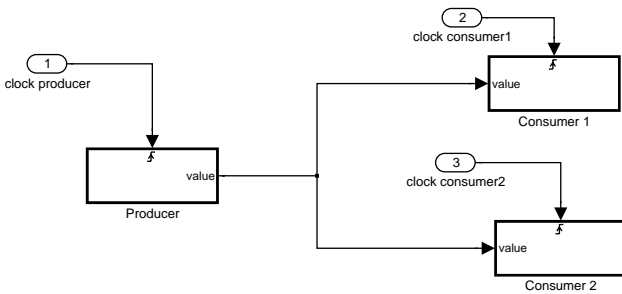 2
clock consumer1
1
clock producer
value
Consumer 1
value
Producer
3
clock consumer2
value
Consumer 2